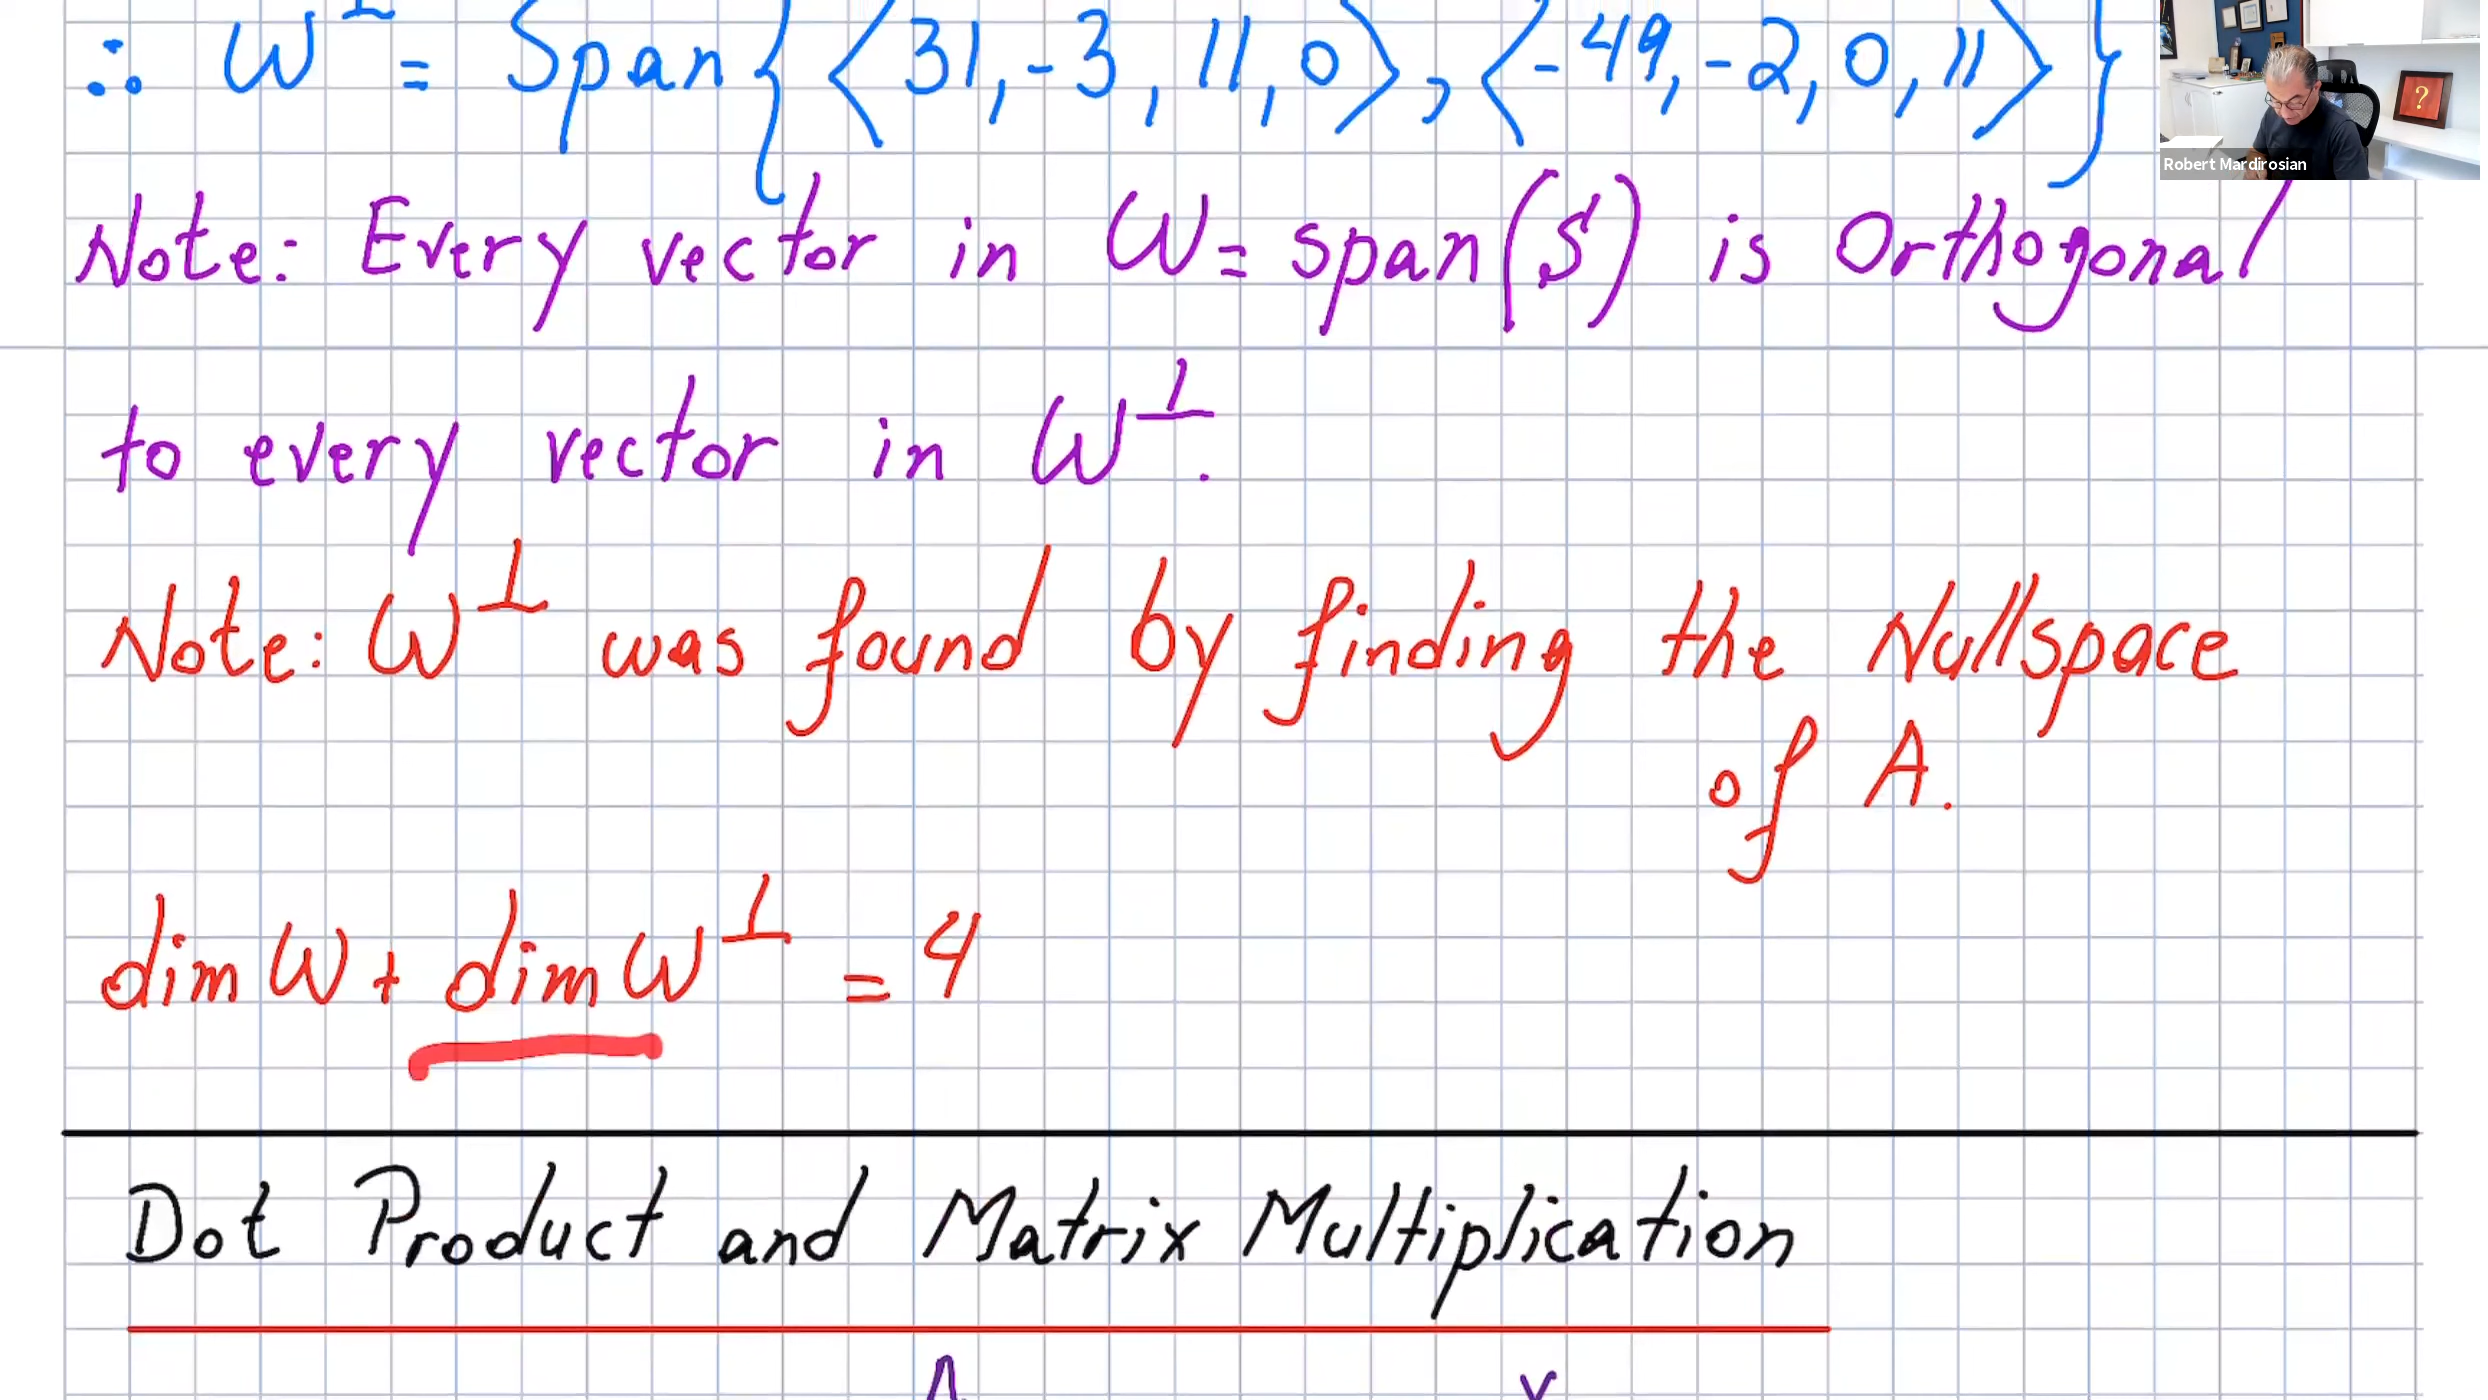 ∴ W⊥ = Span{⟨31,-3,11,0⟩,⟨-49,-2,0,11⟩}
?
Robert Mardirosian
Note: Every vector in W= span(S) is Orthogonal
to every vector in W⊥.
Note: W⊥ was found by finding the Nullspace
of A.
dim W + dim W⊥ = 4
Dot Product and Matrix Multiplication